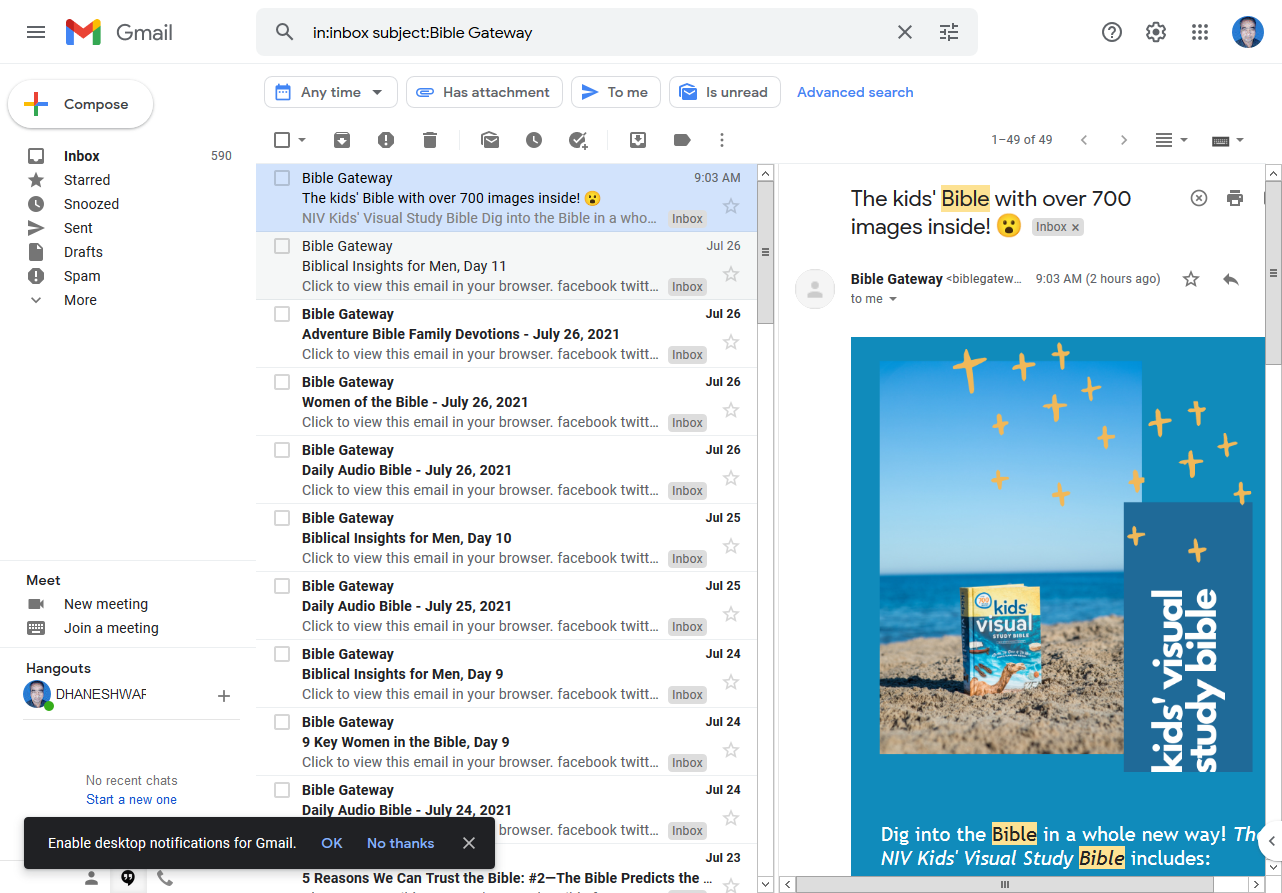 Gmail
in:inbox subject:Bible Gateway
Compose
Any time
Has attachment
To me
Is unread
Advanced search
1–49 of 49
Inbox 590
Starred
Snoozed
Sent
Drafts
Spam
More
Meet
New meeting
Join a meeting
Hangouts
DHANESHWAR
No recent chats
Start a new one
Enable desktop notifications for Gmail. OK No thanks
Bible Gateway 9:03 AM
The kids' Bible with over 700 images inside! 😮
NIV Kids' Visual Study Bible Dig into the Bible in a who… Inbox
Bible Gateway Jul 26
Biblical Insights for Men, Day 11
Click to view this email in your browser. facebook twitt… Inbox
Bible Gateway Jul 26
Adventure Bible Family Devotions - July 26, 2021
Click to view this email in your browser. facebook twitt… Inbox
Bible Gateway Jul 26
Women of the Bible - July 26, 2021
Click to view this email in your browser. facebook twitt… Inbox
Bible Gateway Jul 26
Daily Audio Bible - July 26, 2021
Click to view this email in your browser. facebook twitt… Inbox
Bible Gateway Jul 25
Biblical Insights for Men, Day 10
Click to view this email in your browser. facebook twitt… Inbox
Bible Gateway Jul 25
Daily Audio Bible - July 25, 2021
Click to view this email in your browser. facebook twitt… Inbox
Bible Gateway Jul 24
Biblical Insights for Men, Day 9
Click to view this email in your browser. facebook twitt… Inbox
Bible Gateway Jul 24
9 Key Women in the Bible, Day 9
Click to view this email in your browser. facebook twitt… Inbox
Bible Gateway Jul 24
Daily Audio Bible - July 24, 2021
browser. facebook twitt… Inbox
Jul 23
5 Reasons We Can Trust the Bible: #2—The Bible Predicts the …
The kids' Bible with over 700
images inside! 😮 Inbox ×
Bible Gateway <biblegatew… 9:03 AM (2 hours ago)
to me
kids'
visual
STUDY BIBLE
kids' visual
study bible
Dig into the Bible in a whole new way! The
NIV Kids' Visual Study Bible includes: